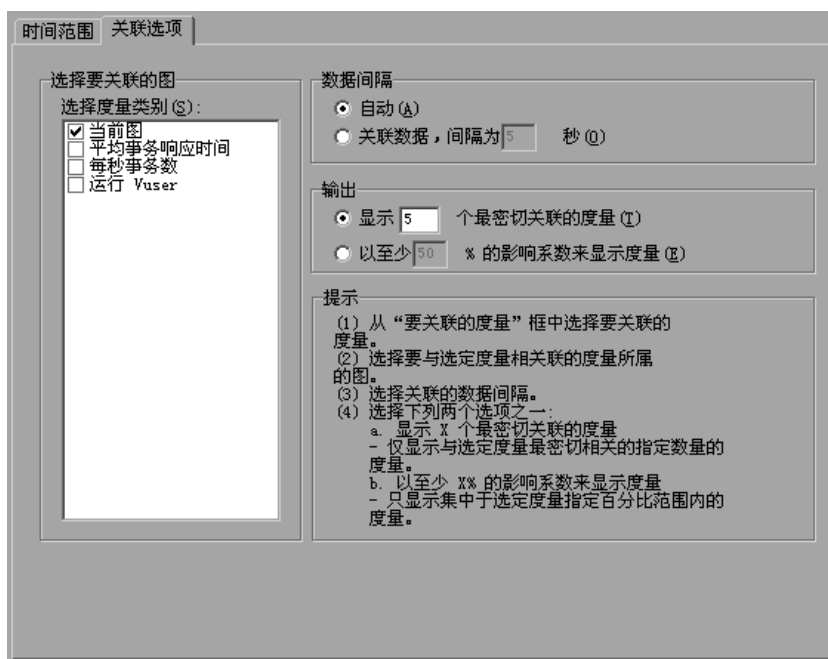 时间范围 关联选项
选择要关联的图
选择度量类别(S):
当前图
平均事务响应时间
每秒事务数
运行 Vuser
数据间隔
自动(A)
关联数据，间隔为 5 秒(O)
输出
显示 5 个最密切关联的度量(T)
以至少 50 % 的影响系数来显示度量(E)
提示
(1) 从“要关联的度量”框中选择要关联的
度量。
(2) 选择要与选定度量相关联的度量所属
的图。
(3) 选择关联的数据间隔。
(4) 选择下列两个选项之一:
a. 显示 X 个最密切关联的度量
- 仅显示与选定度量最密切相关的指定数量的
度量。
b. 以至少 X% 的影响系数来显示度量
- 只显示集中于选定度量指定百分比范围内的
度量。